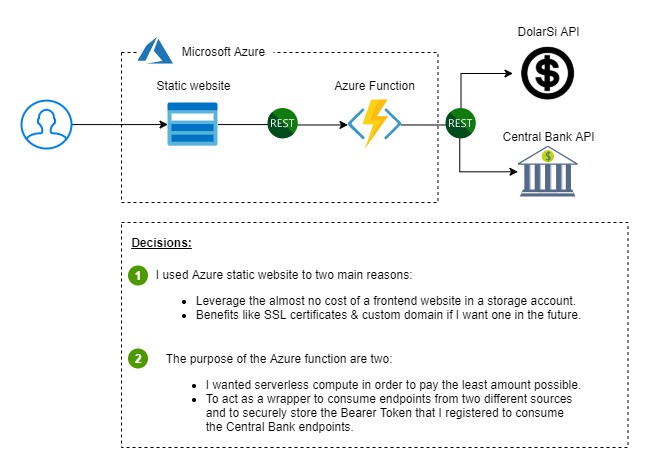 DolarSi API
Microsoft Azure
Static website
Azure Function
REST
REST
Central Bank API
Decisions:
1 I used Azure static website to two main reasons:
• Leverage the almost no cost of a frontend website in a storage account.
• Benefits like SSL certificates & custom domain if I want one in the future.
2 The purpose of the Azure function are two:
• I wanted serverless compute in order to pay the least amount possible.
• To act as a wrapper to consume endpoints from two different sources
and to securely store the Bearer Token that I registered to consume
the Central Bank endpoints.